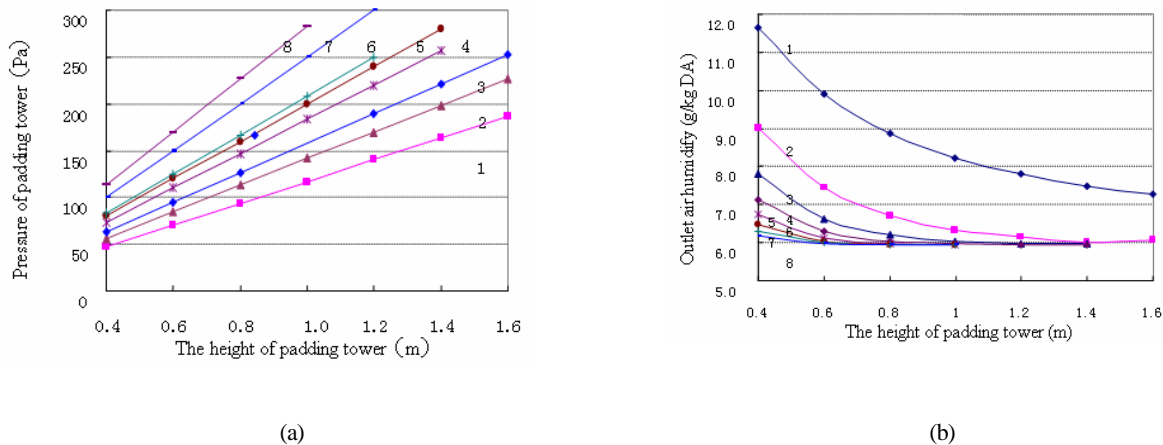 300
250
200
150
100
50
0
Pressure of padding tower (Pa)
8 7 6 5 4
3
2
1
0.4 0.6 0.8 1.0 1.2 1.4 1.6
The height of padding tower (m)
(a)
12.0
11.0
10.0
9.0
8.0
7.0
6.0
5.0
Outlet air humidify (g/kg DA)
1
2
3
4
5
6
7
8
0.4 0.6 0.8 1.0 1.2 1.4 1.6
The height of padding tower (m)
(b)